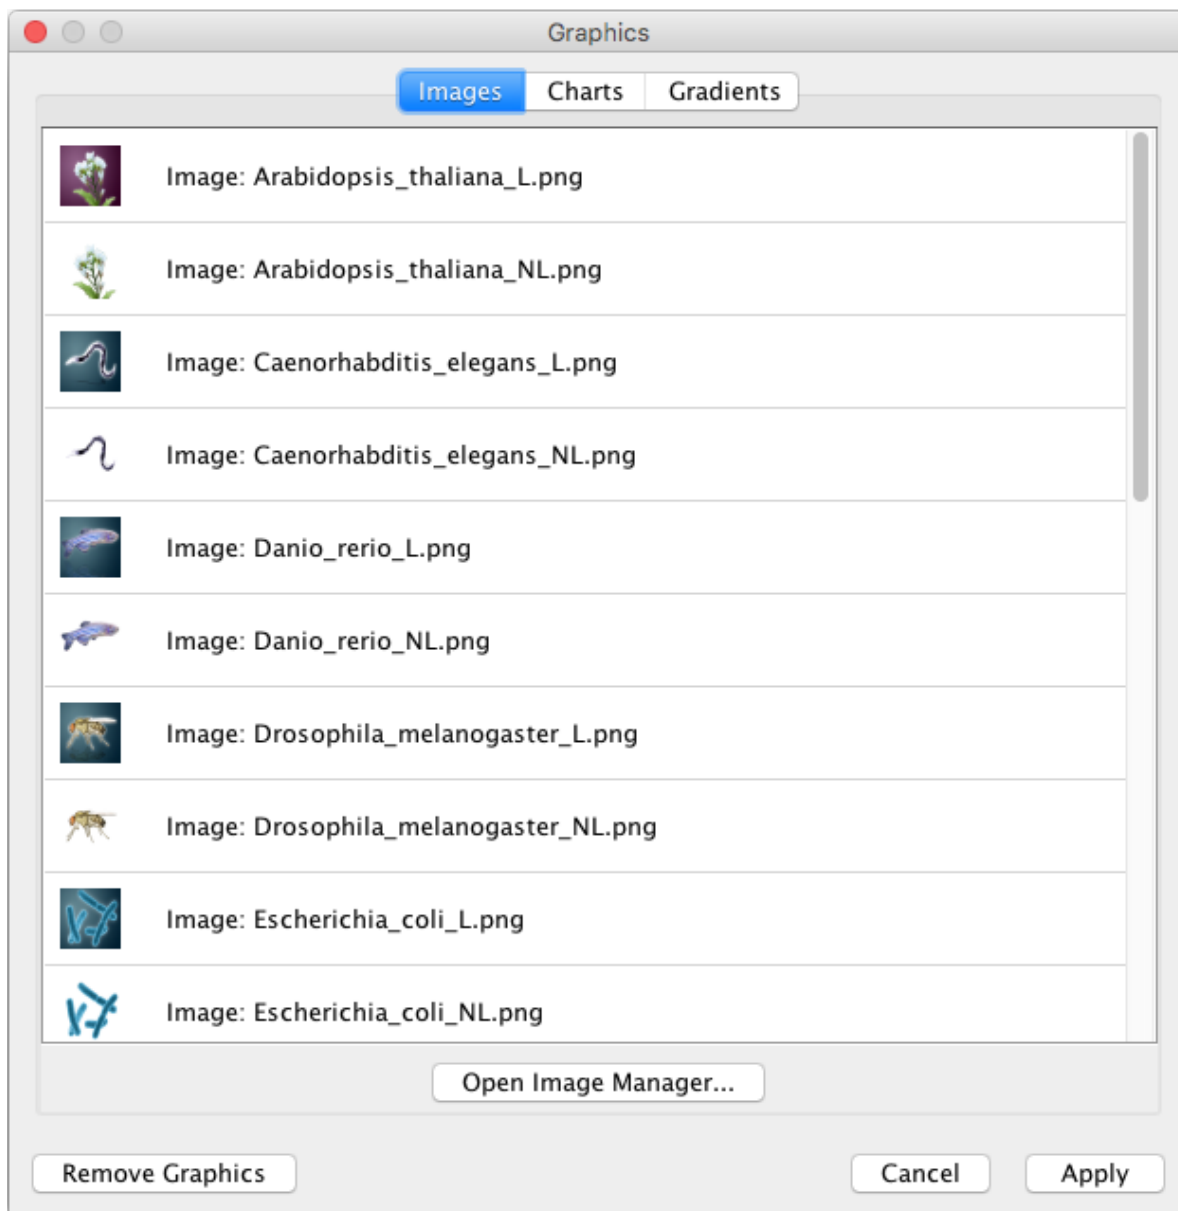 Graphics
Images Charts Gradients
Image: Arabidopsis_thaliana_L.png
Image: Arabidopsis_thaliana_NL.png
Image: Caenorhabditis_elegans_L.png
Image: Caenorhabditis_elegans_NL.png
Image: Danio_rerio_L.png
Image: Danio_rerio_NL.png
Image: Drosophila_melanogaster_L.png
Image: Drosophila_melanogaster_NL.png
Image: Escherichia_coli_L.png
Image: Escherichia_coli_NL.png
Open Image Manager...
Remove Graphics Cancel Apply